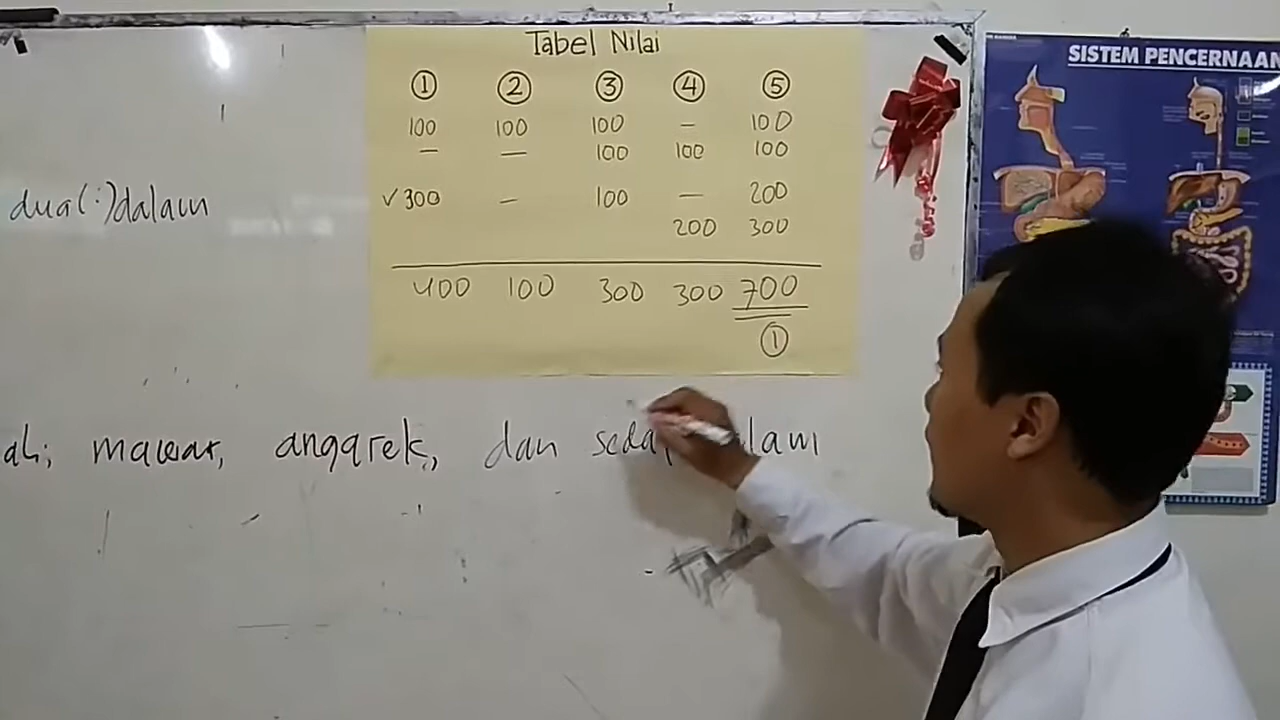 Tabel Nilai
① ② ③ ④ ⑤
100 100 100 — 100
— — 100 100 100
✓300 — 100 — 200
200 300
400 100 300 300 700
①
SISTEM PENCERNAAN
dua(:)dalam
ah; mawar, anggrek, dan